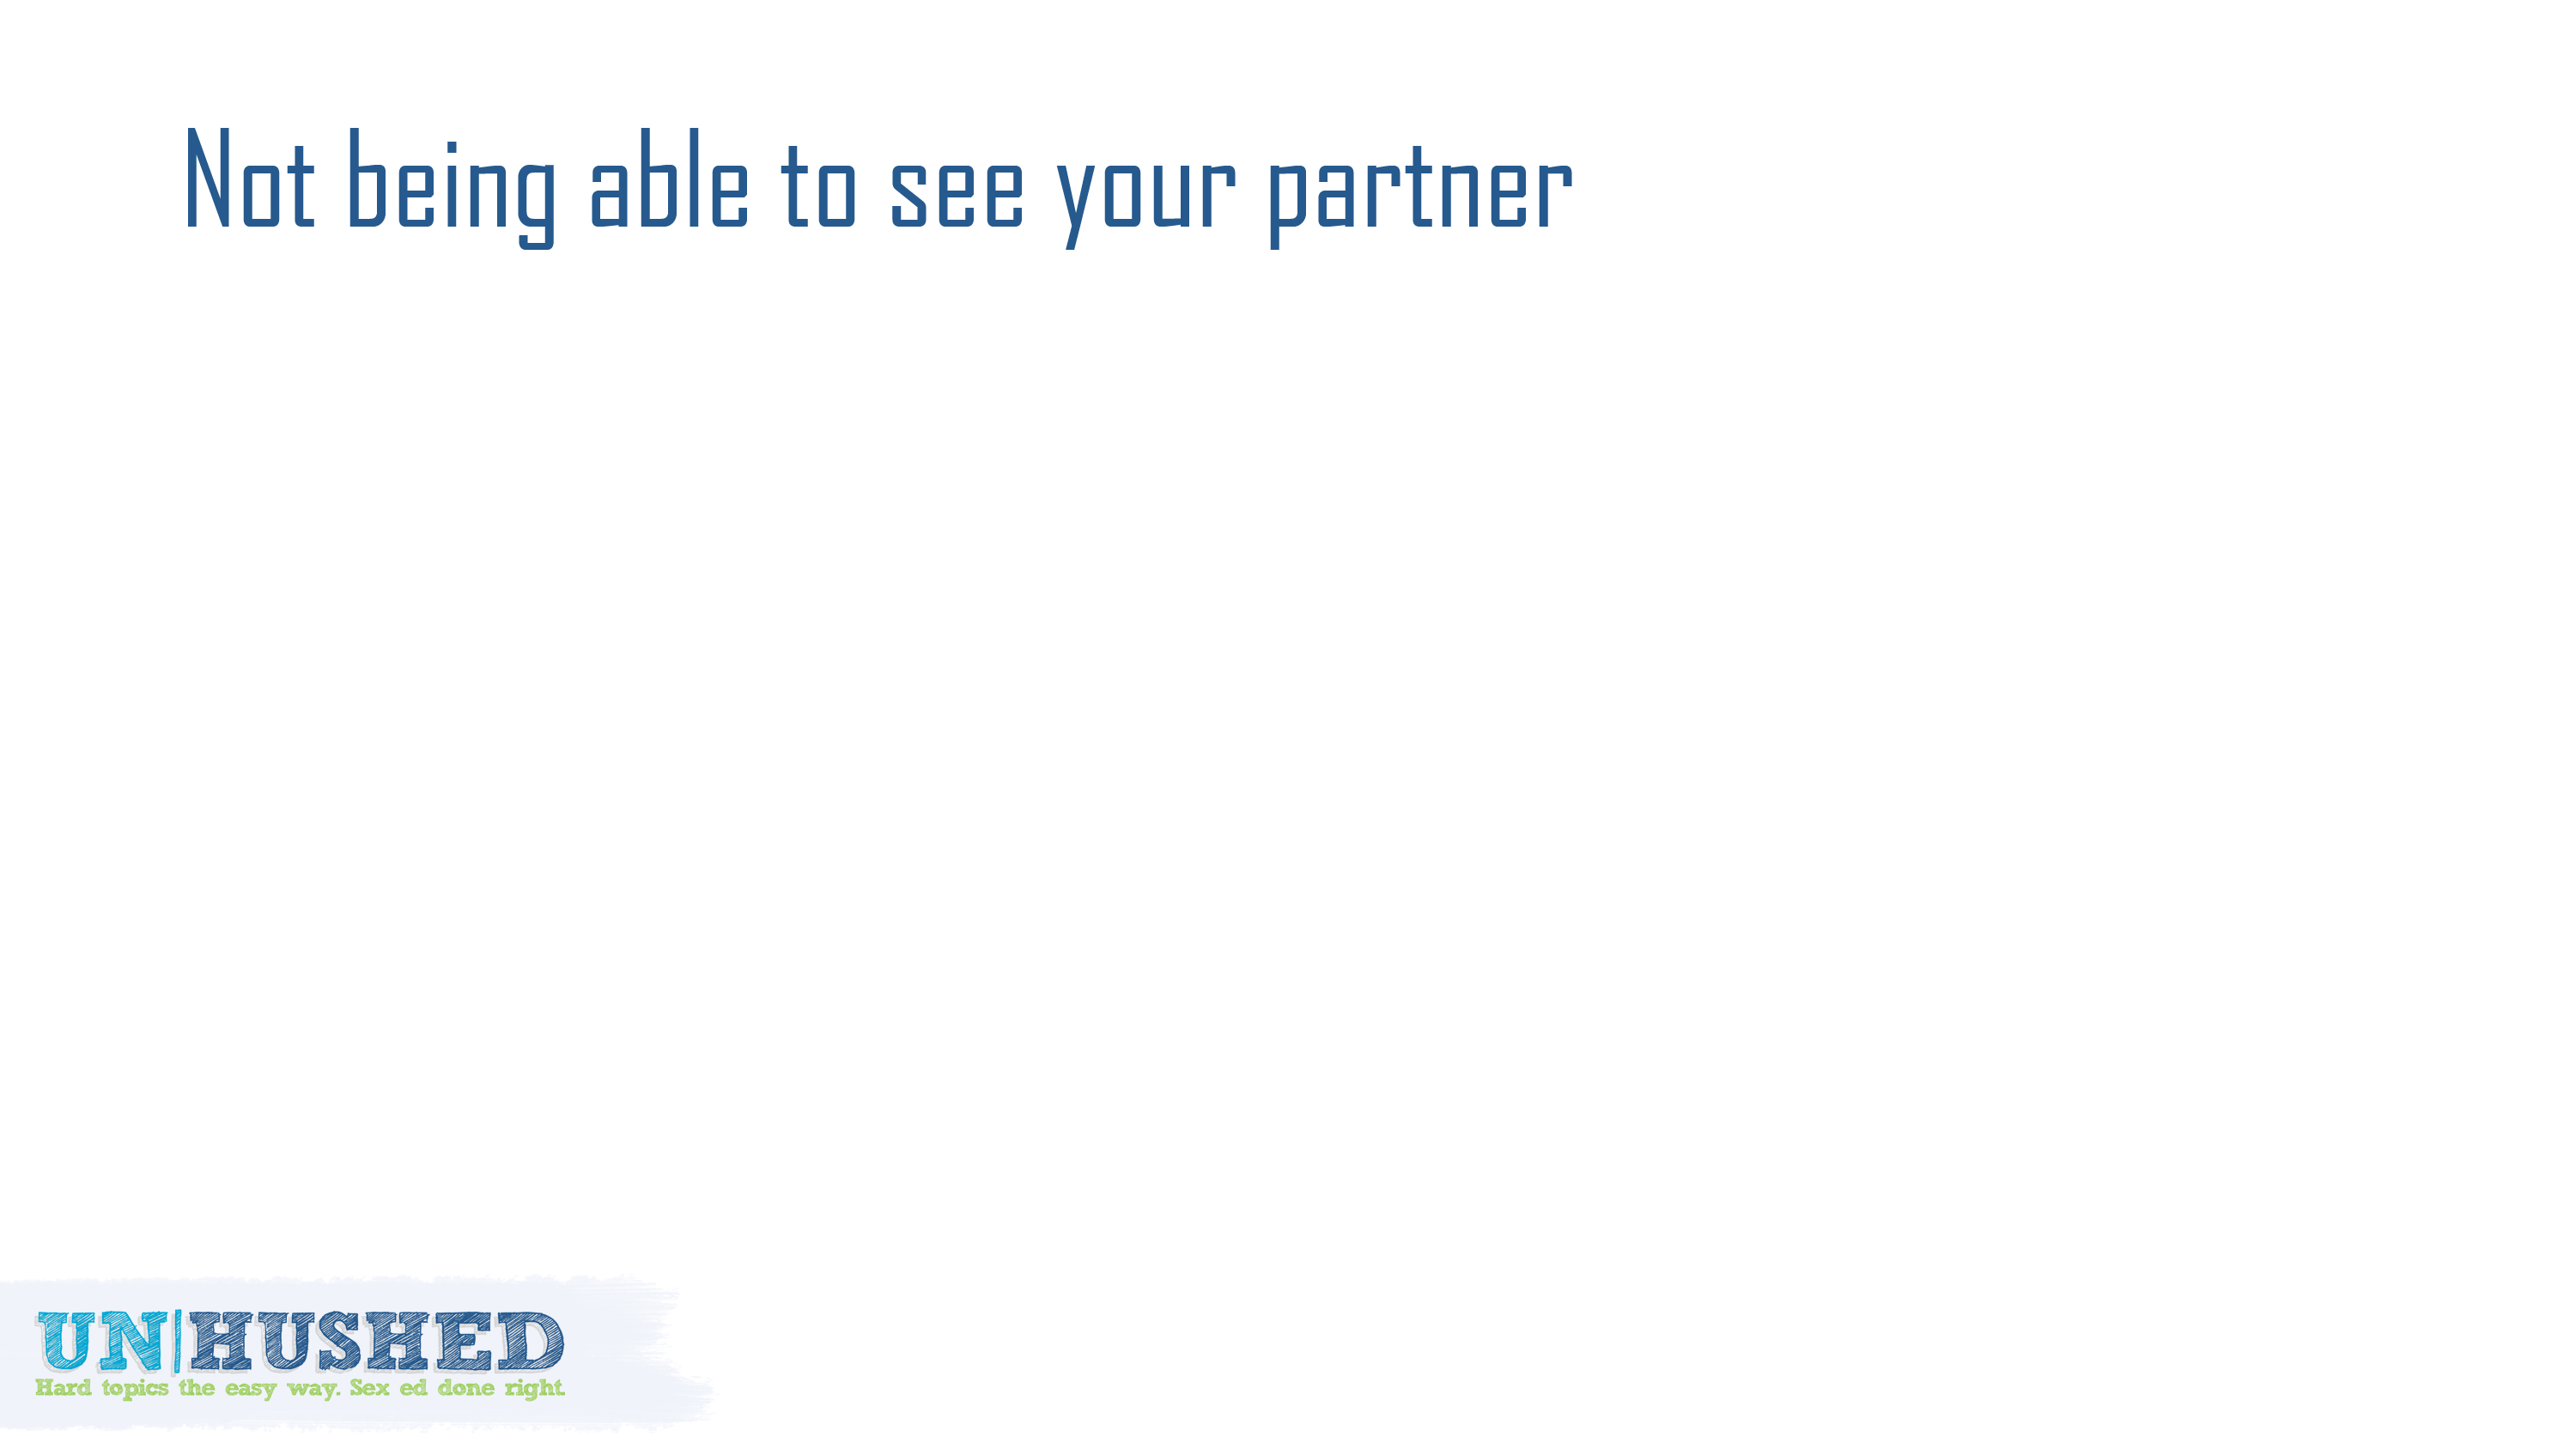 Not being able to see your partner
UN|HUSHED
Hard topics the easy way. Sex ed done right.